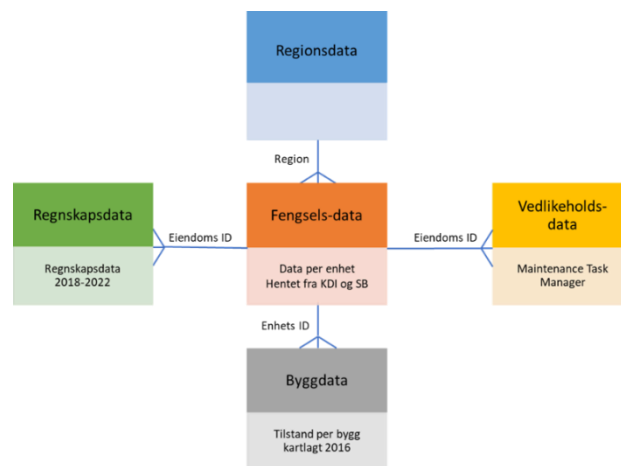 Regionsdata
Region
Regnskapsdata
Regnskapsdata
2018-2022
Eiendoms ID
Fengsels-data
Data per enhet
Hentet fra KDI og SB
Eiendoms ID
Vedlikeholds-
data
Maintenance Task
Manager
Enhets ID
Byggdata
Tilstand per bygg
kartlagt 2016